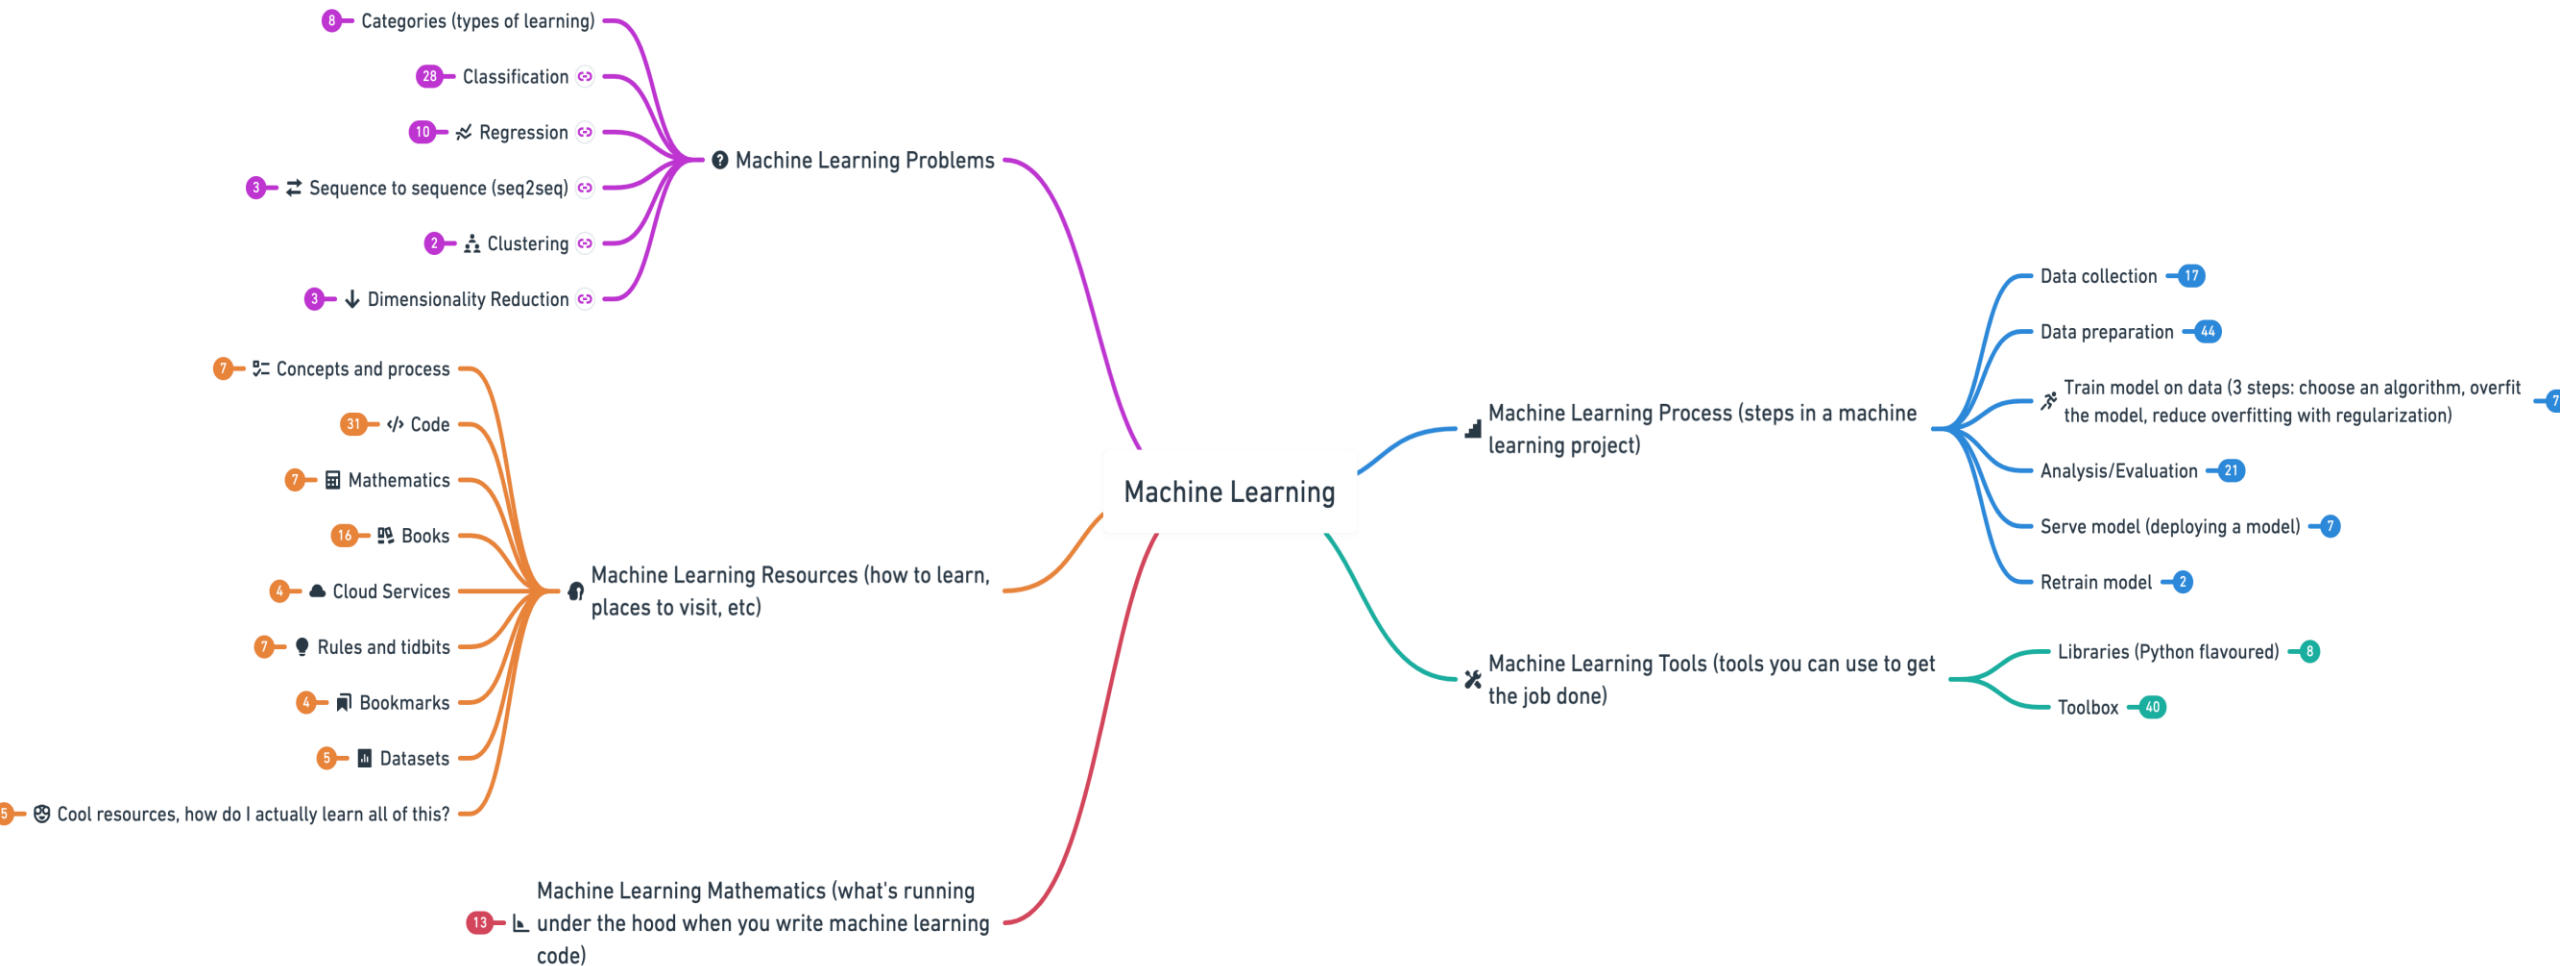 8 Categories (types of learning)
28 Classification
10 Regression
3 Sequence to sequence (seq2seq)
2 Clustering
3 Dimensionality Reduction
Machine Learning Problems
7 Concepts and process
31 </> Code
7 Mathematics
16 Books
4 Cloud Services
7 Rules and tidbits
4 Bookmarks
5 Datasets
5 Cool resources, how do I actually learn all of this?
Machine Learning Resources (how to learn,
places to visit, etc)
13 Machine Learning Mathematics (what's running
under the hood when you write machine learning
code)
Machine Learning
Machine Learning Process (steps in a machine
learning project)
Data collection 17
Data preparation 44
Train model on data (3 steps: choose an algorithm, overfit
the model, reduce overfitting with regularization)
Analysis/Evaluation 21
Serve model (deploying a model) 7
Retrain model 2
Machine Learning Tools (tools you can use to get
the job done)
Libraries (Python flavoured) 8
Toolbox 40